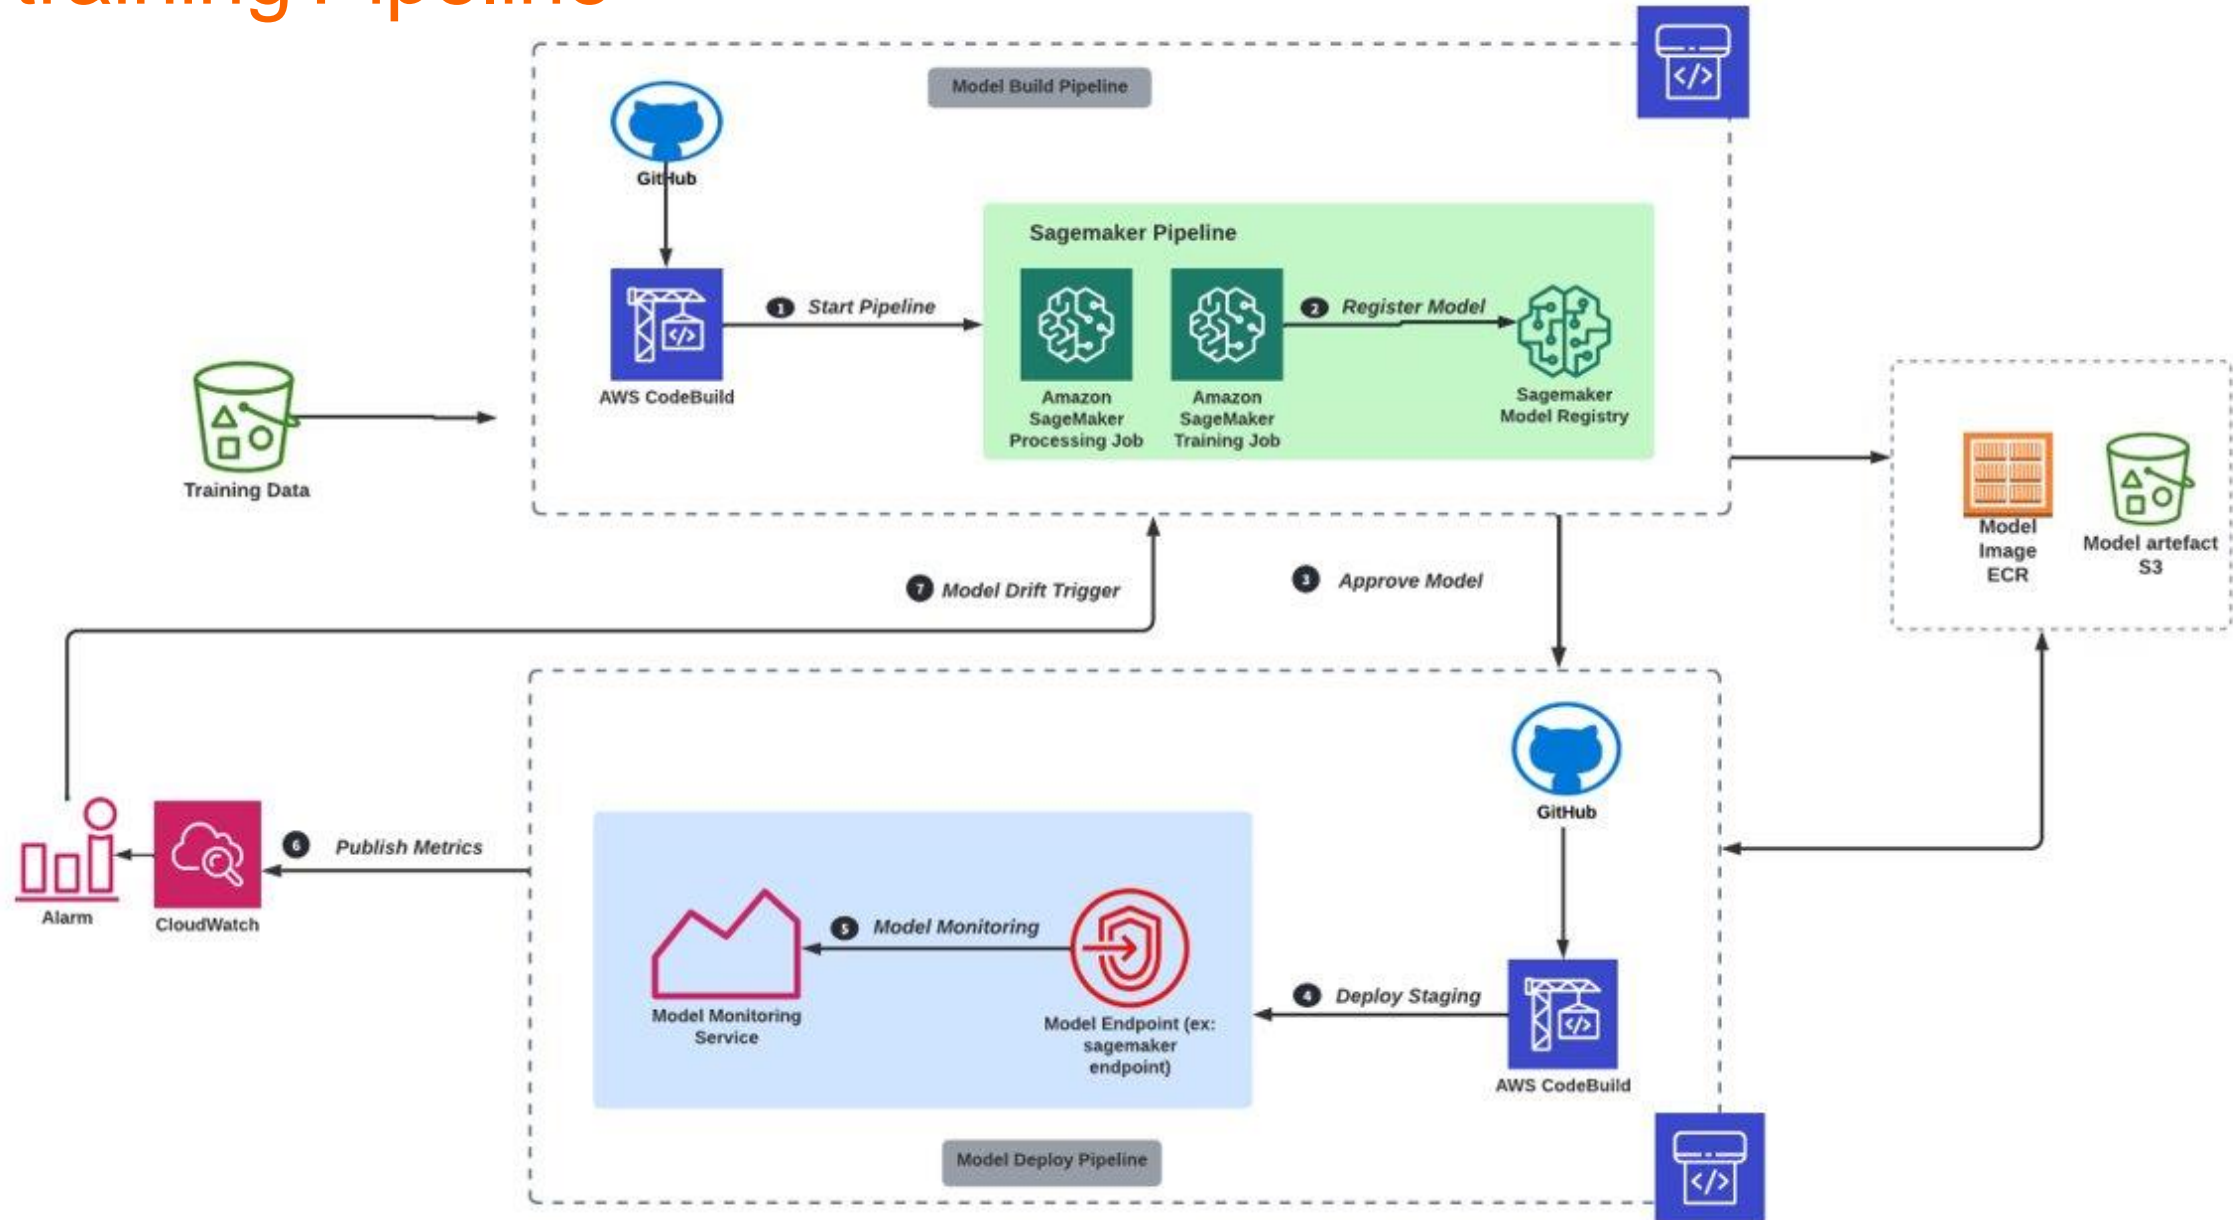 training Pipeline
Model Build Pipeline
GitHub
Sagemaker Pipeline
1 Start Pipeline
2 Register Model
AWS CodeBuild
Amazon
SageMaker
Processing Job
Amazon
SageMaker
Training Job
Sagemaker
Model Registry
Training Data
Model
Image
ECR
Model artefact
S3
7 Model Drift Trigger
3 Approve Model
GitHub
6 Publish Metrics
Alarm
CloudWatch
5 Model Monitoring
4 Deploy Staging
Model Monitoring
Service
Model Endpoint (ex:
sagemaker
endpoint)
AWS CodeBuild
Model Deploy Pipeline